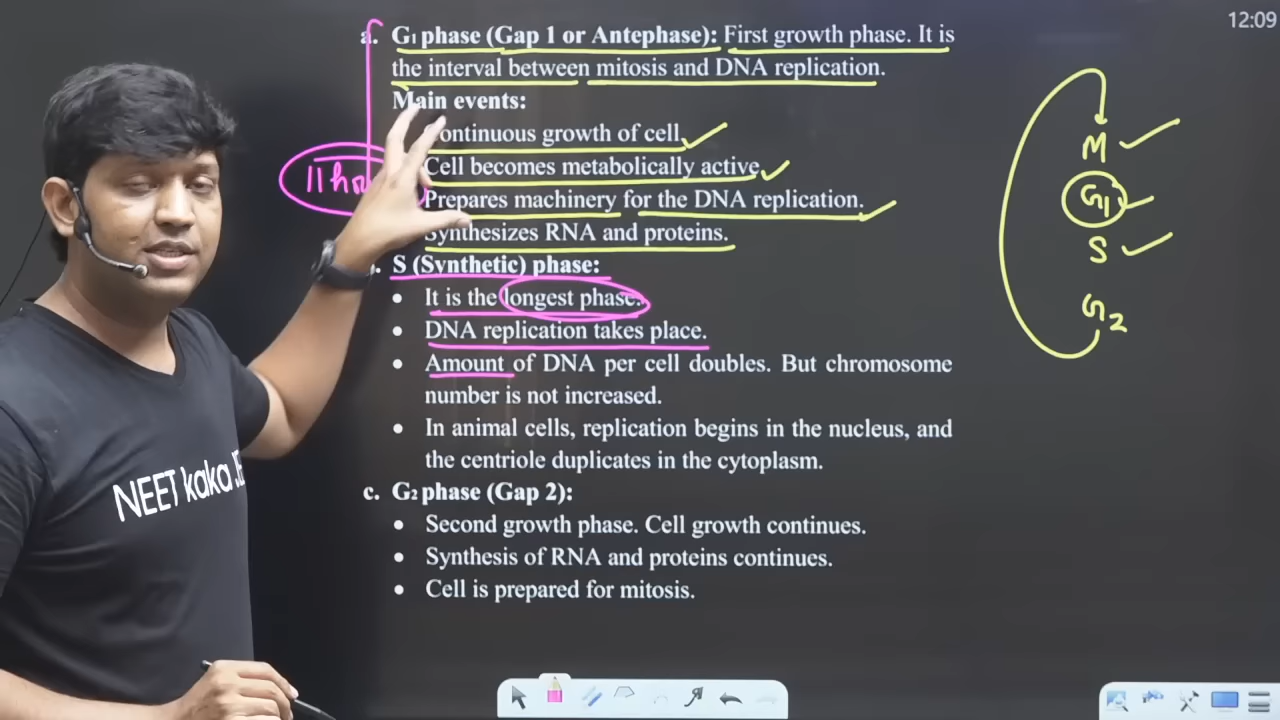 12:09
a. G1 phase (Gap 1 or Antephase): First growth phase. It is
the interval between mitosis and DNA replication.
Main events:
Continuous growth of cell.
Cell becomes metabolically active.
Prepares machinery for the DNA replication.
Synthesizes RNA and proteins.
S (Synthetic) phase:
• It is the longest phase.
• DNA replication takes place.
• Amount of DNA per cell doubles. But chromosome
number is not increased.
• In animal cells, replication begins in the nucleus, and
the centriole duplicates in the cytoplasm.
c. G2 phase (Gap 2):
• Second growth phase. Cell growth continues.
• Synthesis of RNA and proteins continues.
• Cell is prepared for mitosis.
M
G1
S
G2
NEET kaka